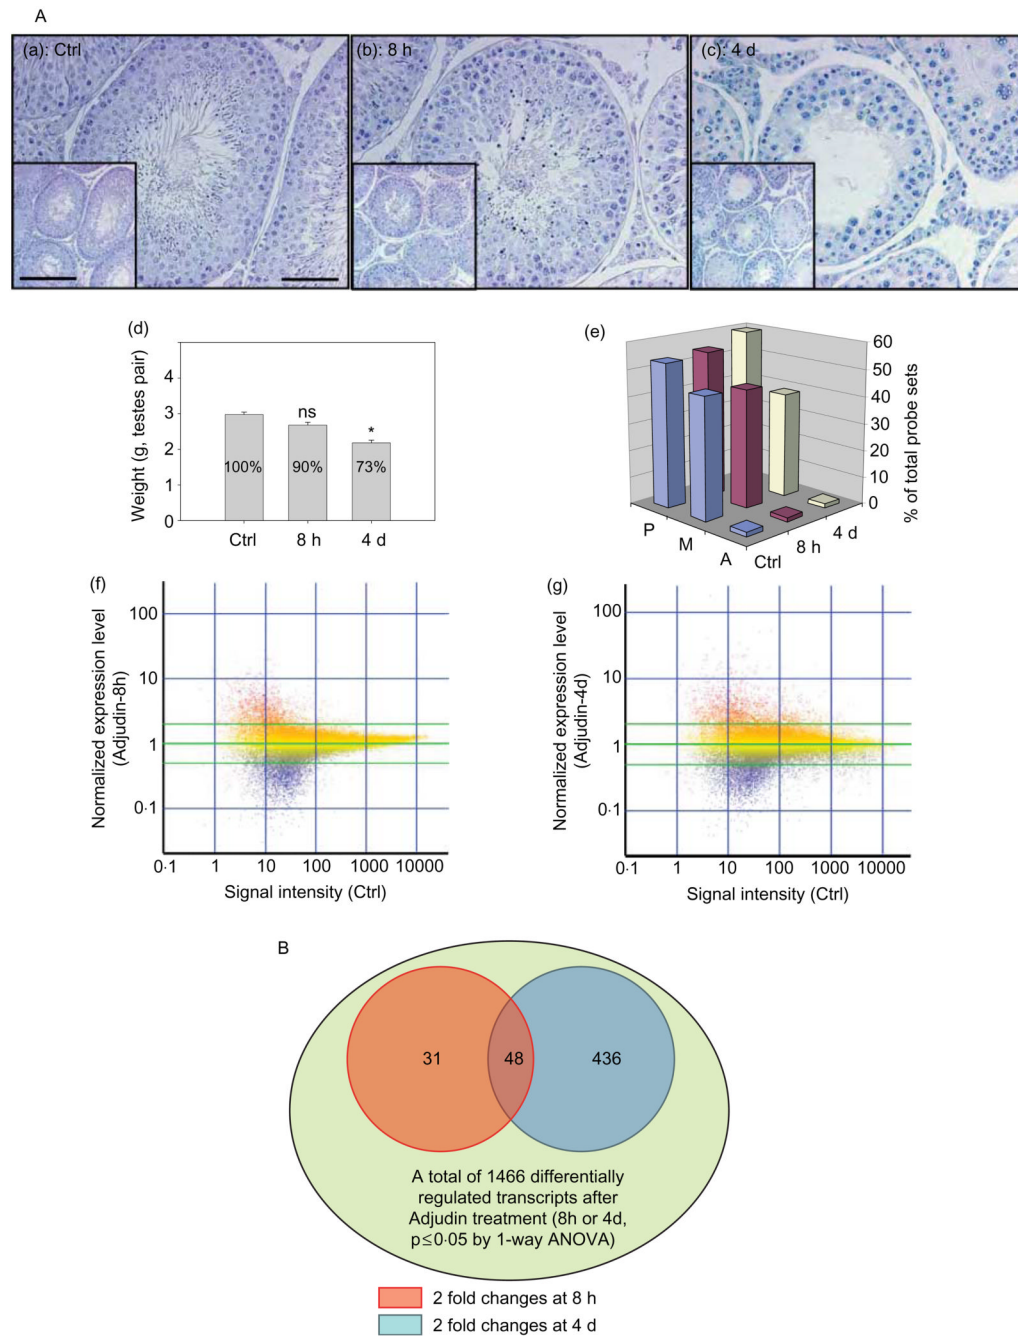 A
(a): Ctrl
(b): 8 h
(c): 4 d
(d)
Weight (g, testes pair)
4
3
2
1
0
ns
*
100%
90%
73%
Ctrl
8 h
4 d
(e)
60
50
40
30
20
10
0
% of total probe sets
P
M
A
Ctrl
8 h
4 d
(f)
Normalized expression level
(Adjudin-8h)
100
10
1
0·1
0·1
1
10
100
1000
10000
Signal intensity (Ctrl)
(g)
Normalized expression level
(Adjudin-4d)
100
10
1
0·1
0·1
1
10
100
1000
10000
Signal intensity (Ctrl)
B
31
48
436
A total of 1466 differentially
regulated transcripts after
Adjudin treatment (8h or 4d,
p≤0·05 by 1-way ANOVA)
2 fold changes at 8 h
2 fold changes at 4 d